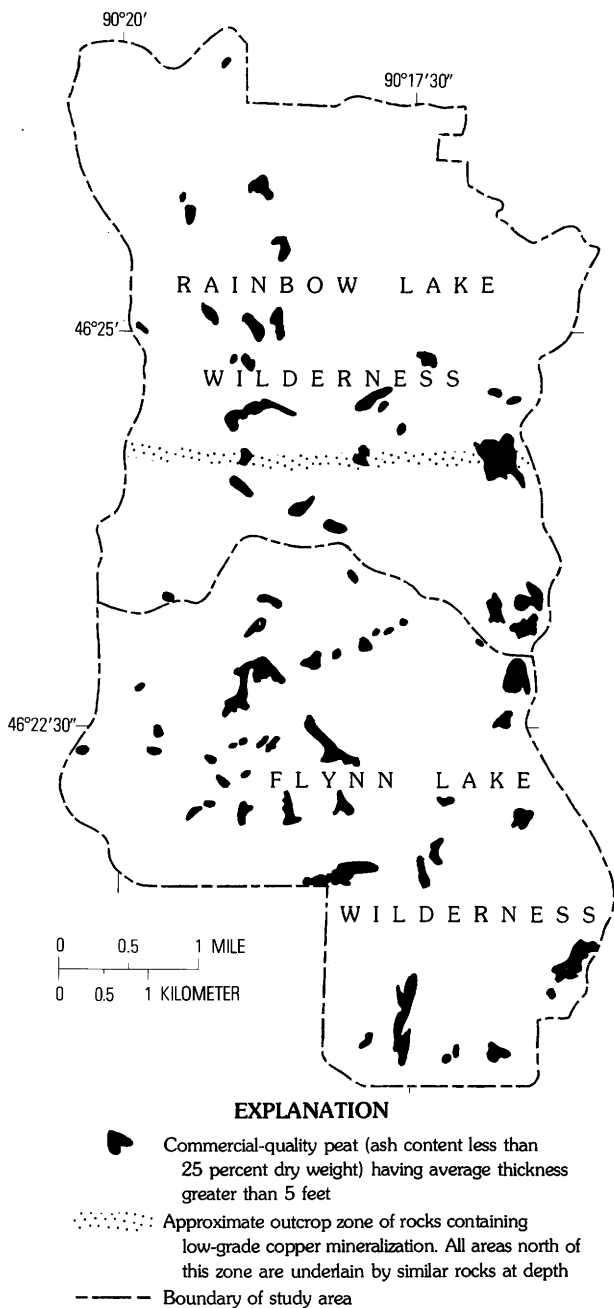 90°20'
90°17'30"
RAINBOW LAKE
46°25'
WILDERNESS
46°22'30"
FLYNN LAKE
WILDERNESS
0 0.5 1 MILE
0 0.5 1 KILOMETER
EXPLANATION
Commercial-quality peat (ash content less than
25 percent dry weight) having average thickness
greater than 5 feet
Approximate outcrop zone of rocks containing
low-grade copper mineralization. All areas north of
this zone are underlain by similar rocks at depth
Boundary of study area